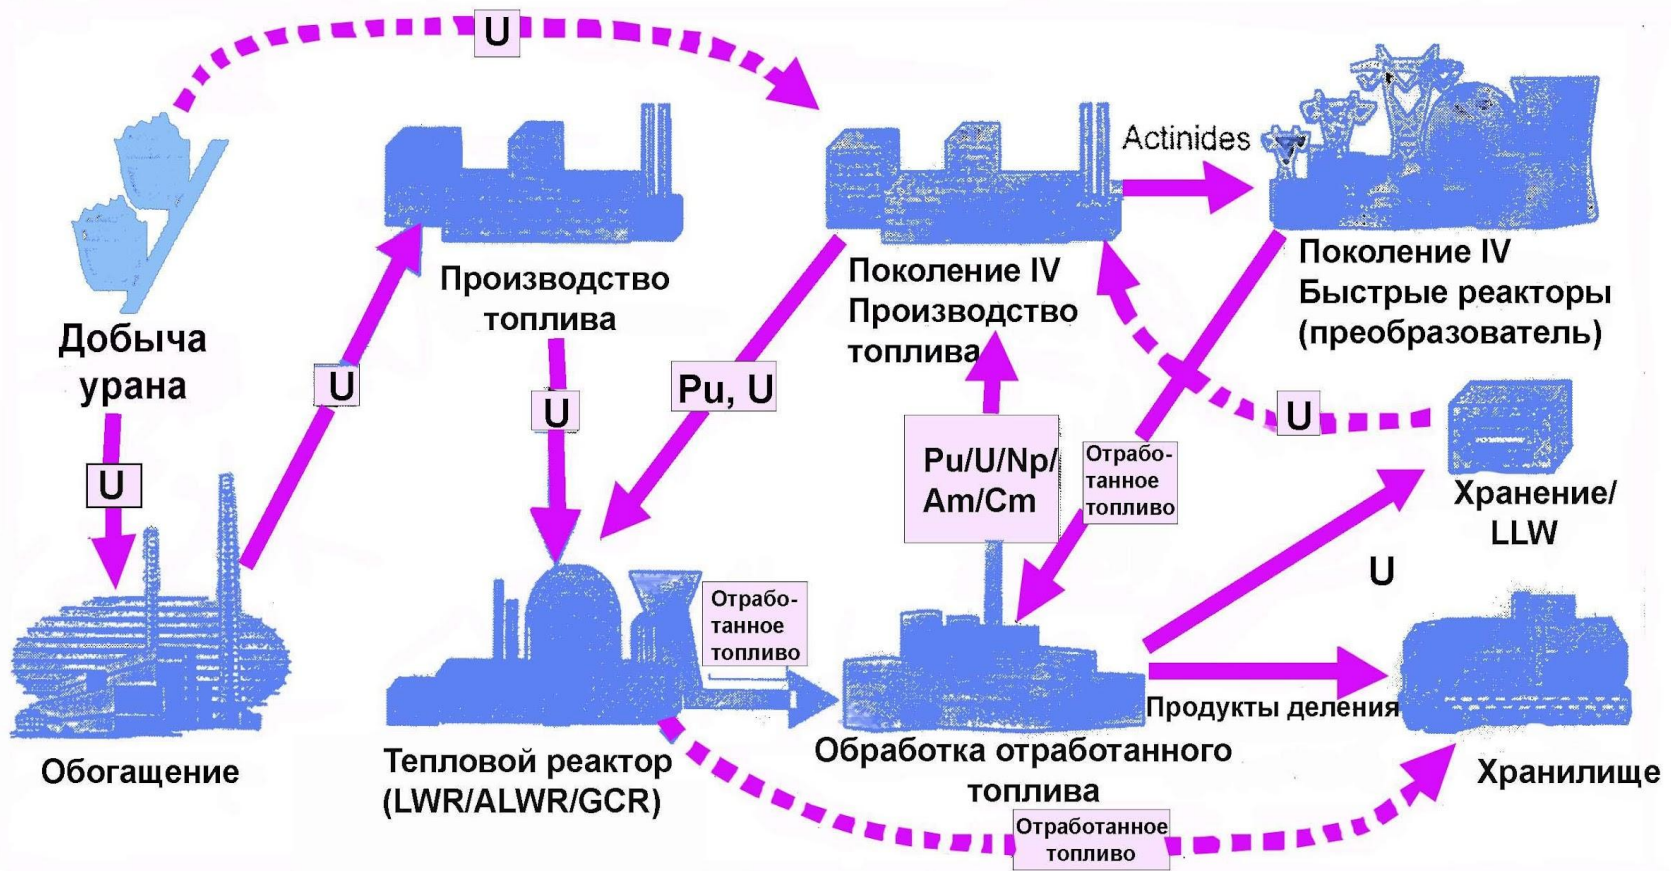 U
Actinides
Производство
топлива
Поколение IV
Производство
топлива
Поколение IV
Быстрые реакторы
(преобразователь)
Добыча
урана
U
U
Pu, U
U
U
Pu/U/Np/
Am/Cm
Отрабо-
танное
топливо
U
Хранение/
LLW
U
Отрабо-
танное
топливо
Продукты деления
Обогащение
Тепловой реактор
(LWR/ALWR/GCR)
Обработка отработанного
топлива
Хранилище
Отработанное
топливо